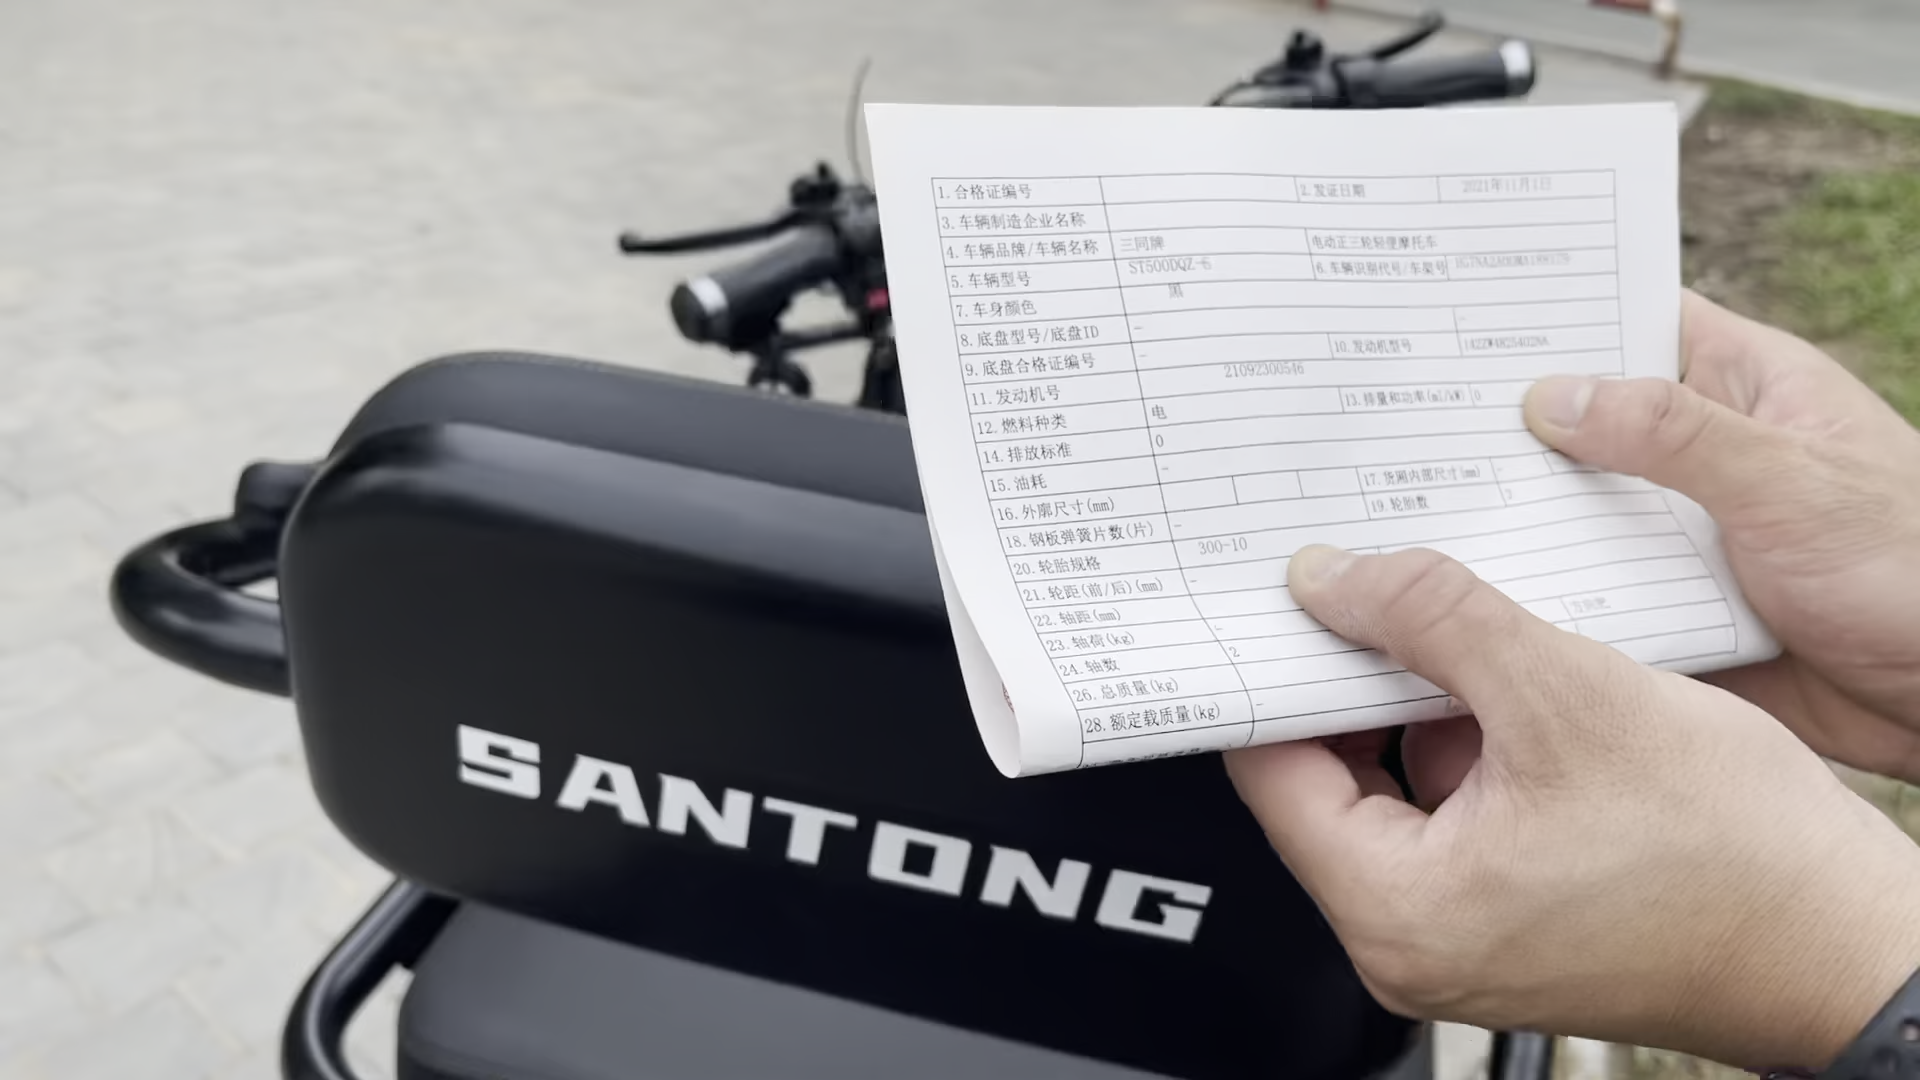 1.合格证编号 2.发证日期 2021年11月1日
3.车辆制造企业名称
4.车辆品牌/车辆名称 三同牌 电动正三轮轻便摩托车
5.车辆型号 ST500DQZ-6 6.车辆识别代号/车架号
7.车身颜色 黑
8.底盘型号/底盘ID - -
9.底盘合格证编号 - 10.发动机型号
11.发动机号 21092300546
12.燃料种类 电 13.排量和功率(ml/kW) 0
14.排放标准 0
15.油耗 -
16.外廓尺寸(mm) 17.货厢内部尺寸(mm) -
18.钢板弹簧片数(片) - 19.轮胎数
20.轮胎规格 300-10
21.轮距(前/后)(mm) -
22.轴距(mm)
23.轴荷(kg) -
24.轴数 2 方向把
26.总质量(kg)
28.额定载质量(kg) -
SANTONG